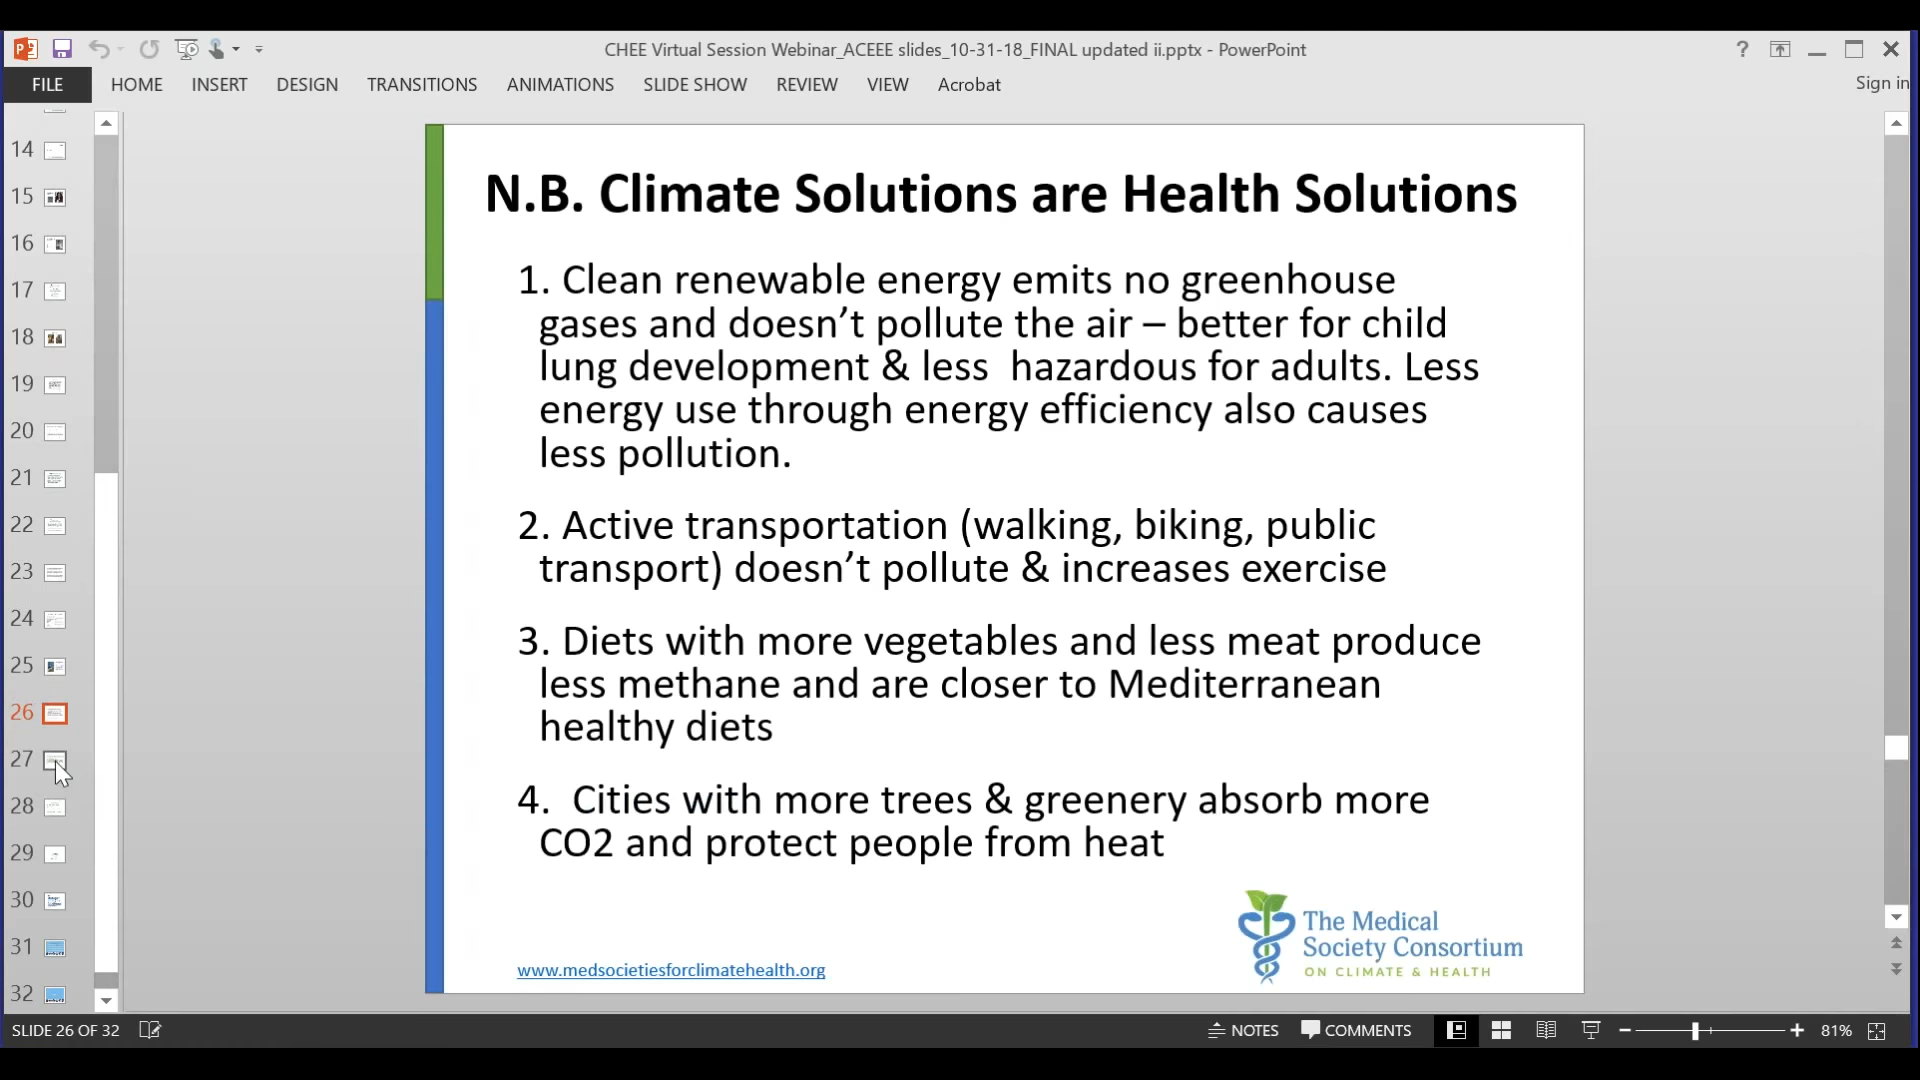 CHEE Virtual Session Webinar_ACEEE slides_10-31-18_FINAL updated ii.pptx - PowerPoint
FILE HOME INSERT DESIGN TRANSITIONS ANIMATIONS SLIDE SHOW REVIEW VIEW Acrobat Sign in
14
15
16
17
18
19
20
21
22
23
24
25
26
27
28
29
30
31
32
N.B. Climate Solutions are Health Solutions
1. Clean renewable energy emits no greenhouse
gases and doesn’t pollute the air – better for child
lung development & less  hazardous for adults. Less
energy use through energy efficiency also causes
less pollution.
2. Active transportation (walking, biking, public
transport) doesn’t pollute & increases exercise
3. Diets with more vegetables and less meat produce
less methane and are closer to Mediterranean
healthy diets
4.  Cities with more trees & greenery absorb more
CO2 and protect people from heat
The Medical
Society Consortium
ON CLIMATE & HEALTH
www.medsocietiesforclimatehealth.org
SLIDE 26 OF 32 NOTES COMMENTS 81%